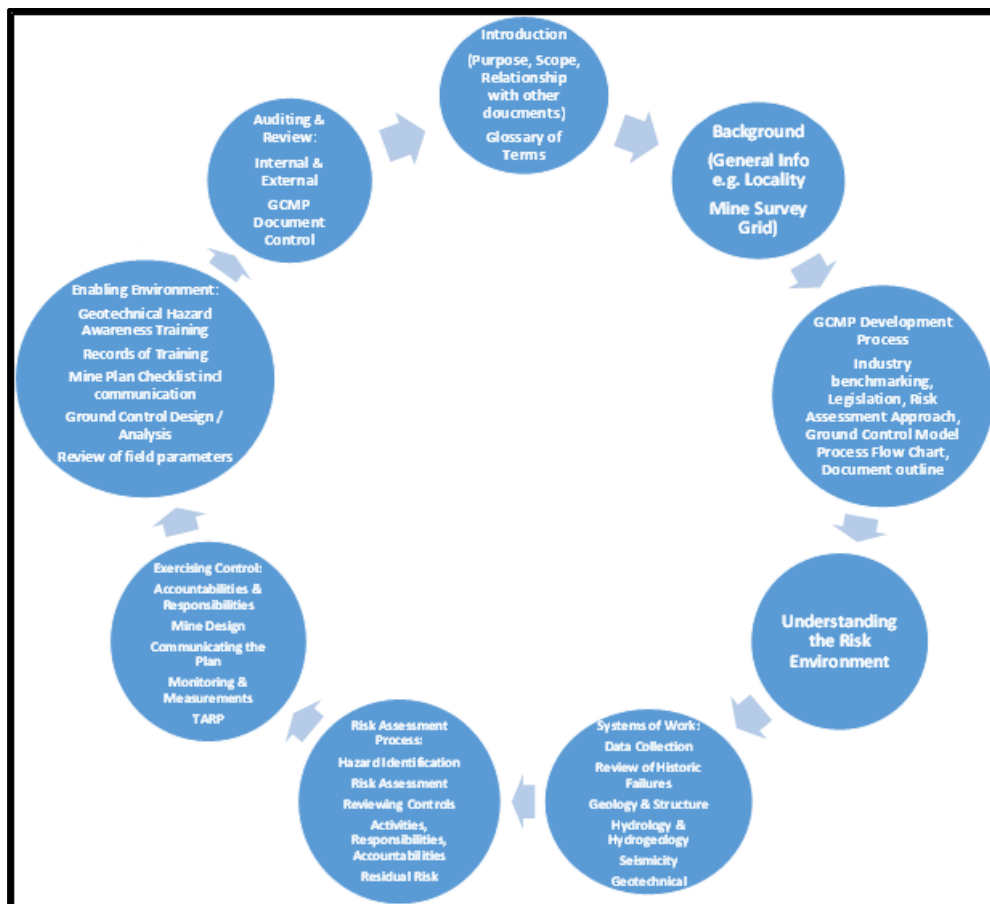 Introduction
(Purpose, Scope,
Relationship
with other
doucments)
Glossary of
Terms
Background
(General Info
e.g. Locality
Mine Survey
Grid)
GCMP Development
Process
Industry
benchmarking,
Legislation, Risk
Assessment Approach,
Ground Control Model
Process Flow Chart,
Document outline
Understanding
the Risk
Environment
Systems of Work:
Data Collection
Review of Historic
Failures
Geology & Structure
Hydrology &
Hydrogeology
Seismicity
Geotechnical
Risk Assessment
Process:
Hazard Identification
Risk Assessment
Reviewing Controls
Activities,
Responsibilities,
Accountabilities
Residual Risk
Exercising Control:
Accountabilities &
Responsibilities
Mine Design
Communicating the
Plan
Monitoring &
Measurements
TARP
Enabling Environment:
Geotechnical Hazard
Awareness Training
Records of Training
Mine Plan Checklist incl
communication
Ground Control Design /
Analysis
Review of field parameters
Auditing &
Review:
Internal &
External
GCMP
Document
Control